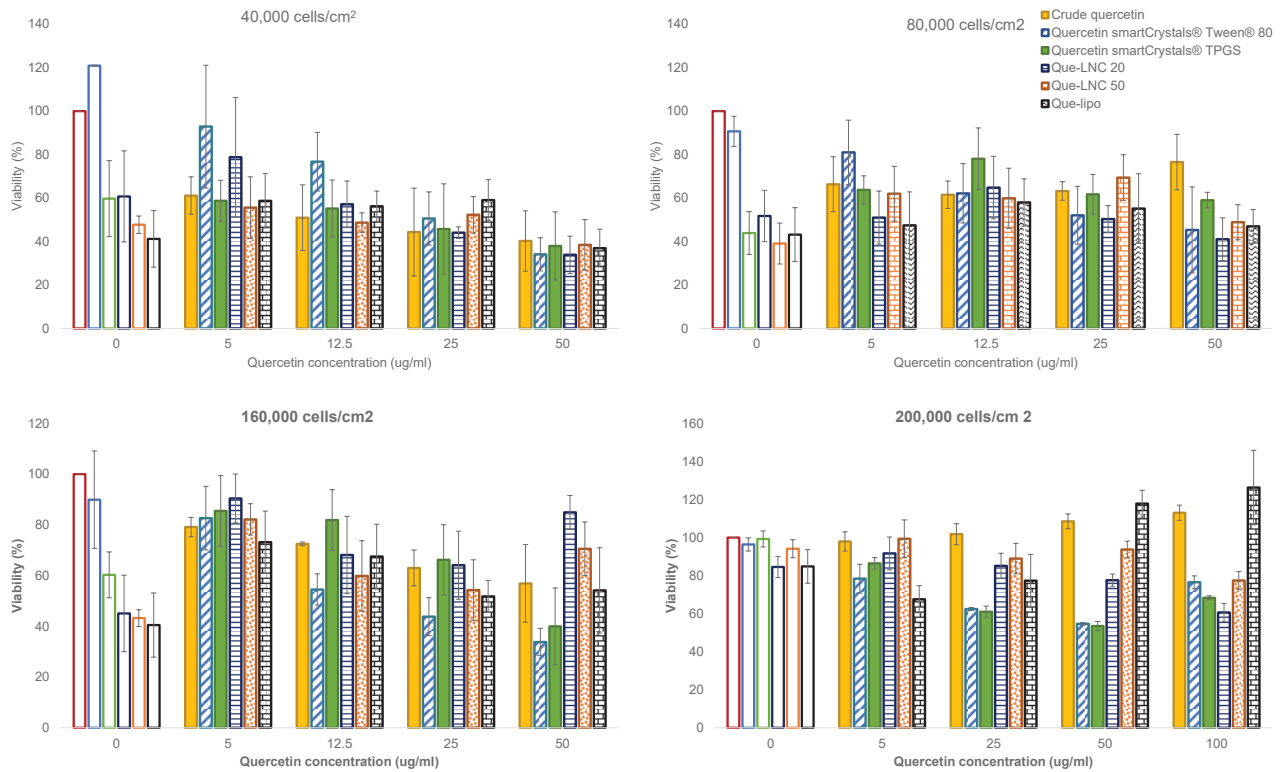 40,000 cells/cm²
140
120
100
80
60
40
20
0
Viability (%)
0 5 12.5 25 50
Quercetin concentration (ug/ml)
80,000 cells/cm2
140
120
100
80
60
40
20
0
Viability (%)
0 5 12.5 25 50
Quercetin concentration (ug/ml)
Crude quercetin
Quercetin smartCrystals® Tween® 80
Quercetin smartCrystals® TPGS
Que-LNC 20
Que-LNC 50
Que-lipo
160,000 cells/cm2
120
100
80
60
40
20
0
Viability (%)
0 5 12.5 25 50
Quercetin concentration (ug/ml)
200,000 cells/cm 2
160
140
120
100
80
60
40
20
0
Viability (%)
0 5 25 50 100
Quercetin concentration (ug/ml)